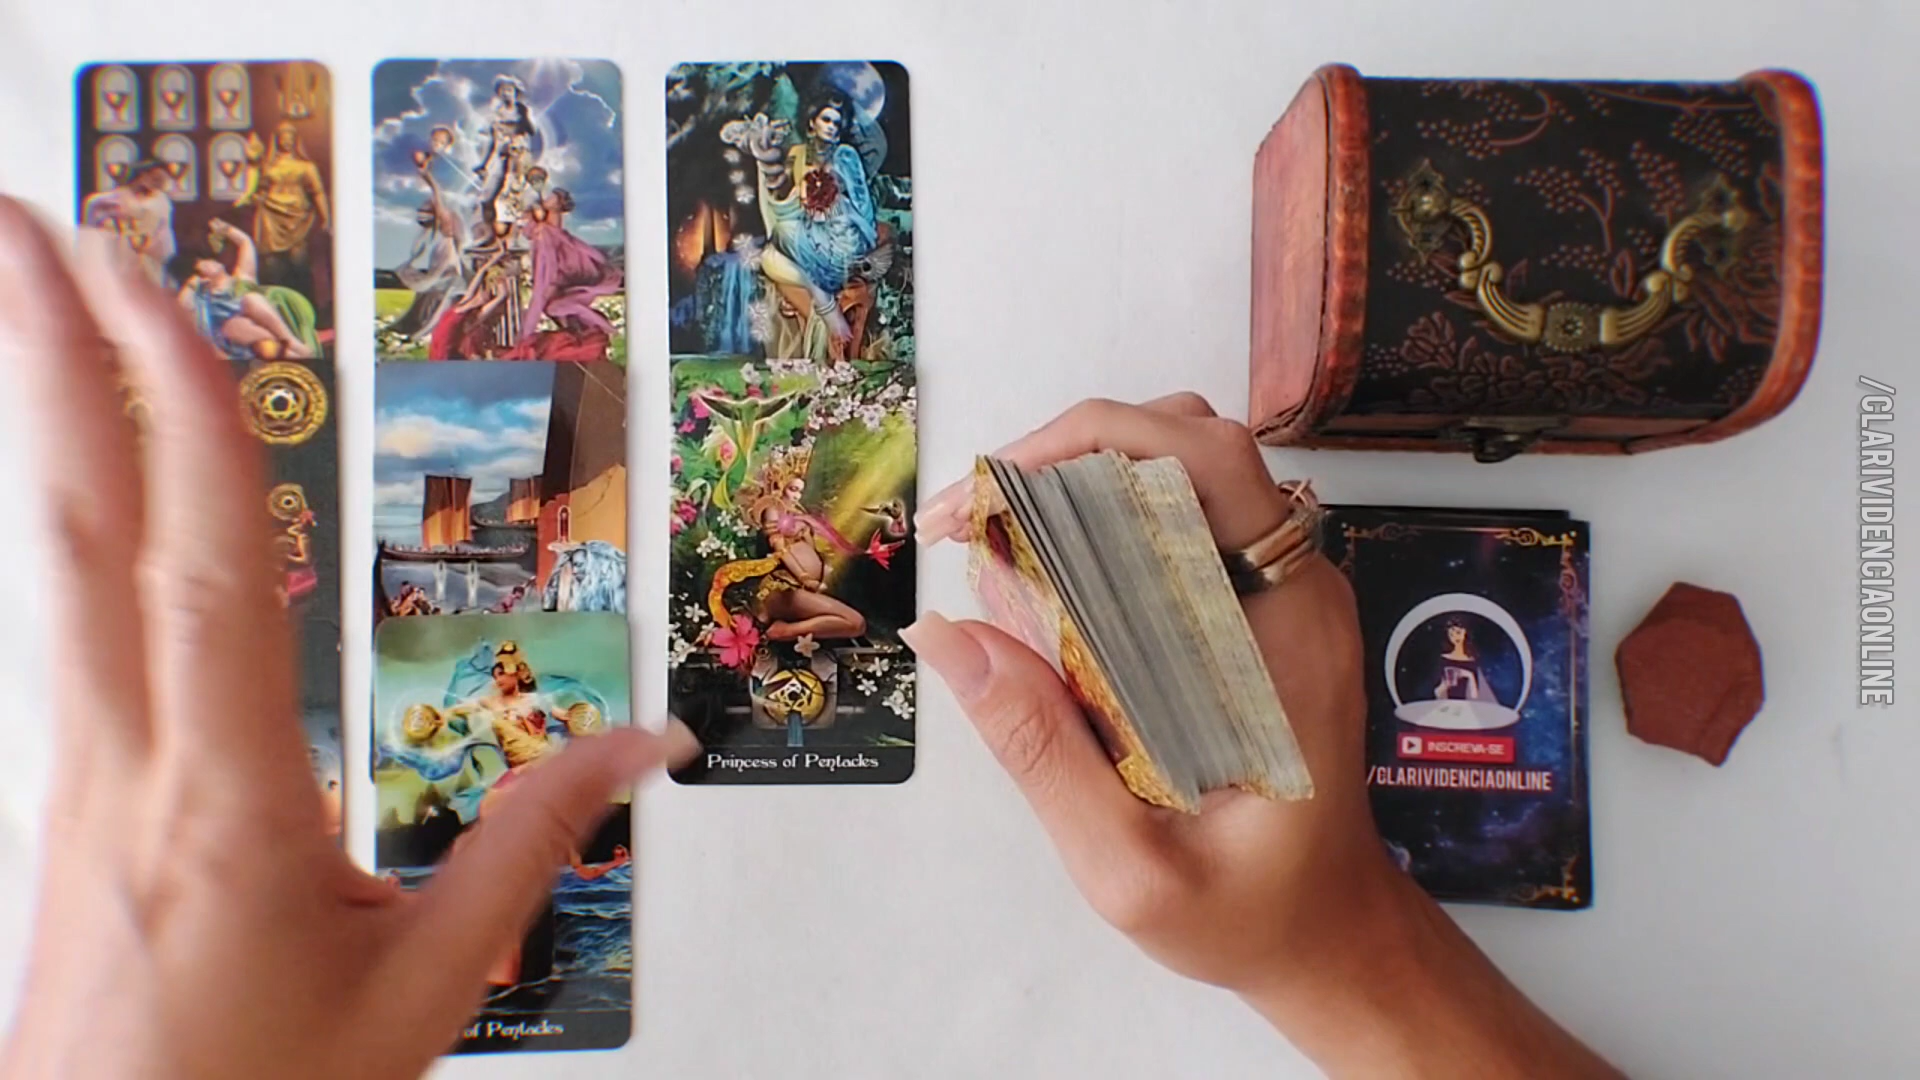 Princess of Pentacles
of Pentacles
INSCREVA-SE
/CLARIVIDENCIAONLINE
/CLARIVIDENCIAONLINE